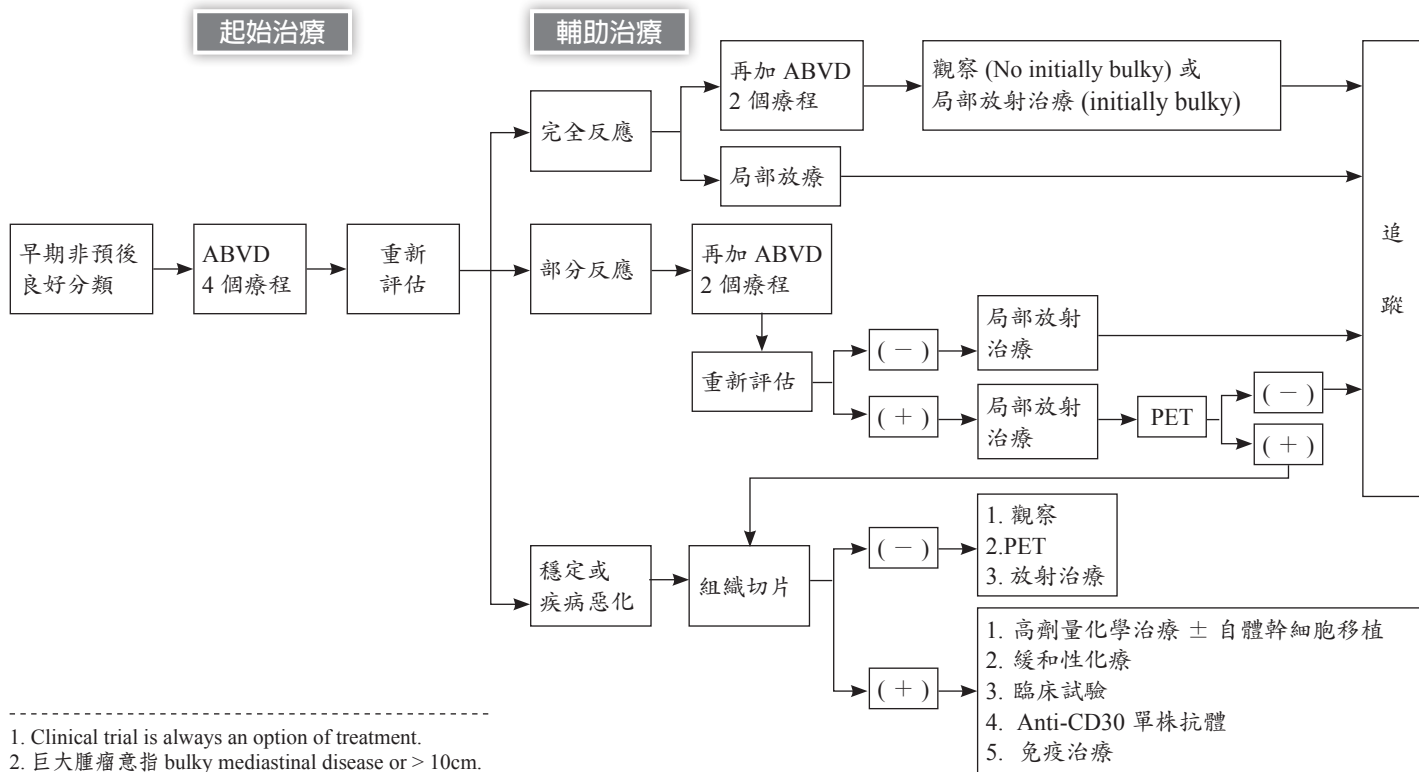 起始治療
輔助治療
再加 ABVD
2 個療程
觀察 (No initially bulky) 或
局部放射治療 (initially bulky)
完全反應
局部放療
追
蹤
早期非預後
良好分類
ABVD
4 個療程
重新
評估
部分反應
再加 ABVD
2 個療程
重新評估
(－)
局部放射
治療
(＋)
局部放射
治療
PET
(－)
(＋)
穩定或
疾病惡化
組織切片
(－)
1. 觀察
2.PET
3. 放射治療
(＋)
1. 高劑量化學治療 ± 自體幹細胞移植
2. 緩和性化療
3. 臨床試驗
4. Anti-CD30 單株抗體
5. 免疫治療
1. Clinical trial is always an option of treatment.
2. 巨大腫瘤意指 bulky mediastinal disease or > 10cm.